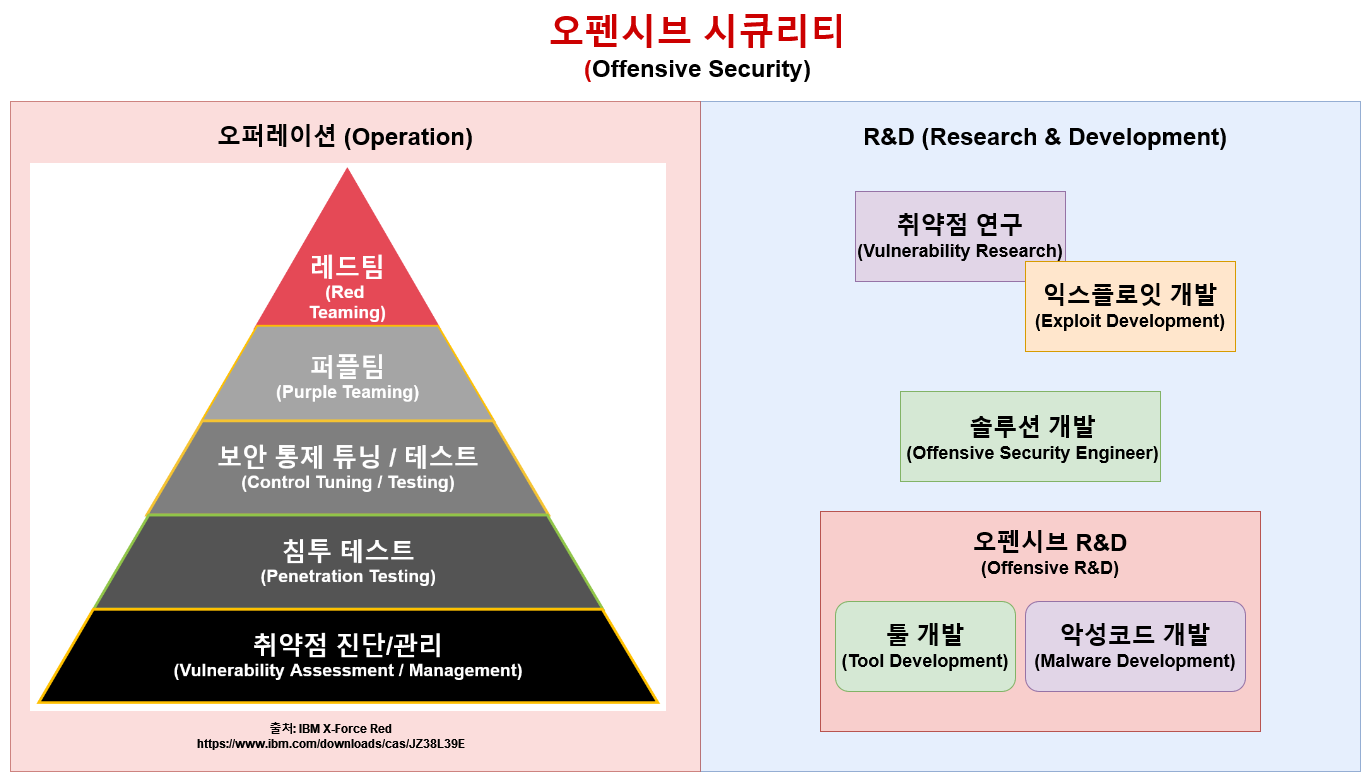 오펜시브 시큐리티
(Offensive Security)
오퍼레이션 (Operation)
레드팀
(Red
Teaming)
퍼플팀
(Purple Teaming)
보안 통제 튜닝 / 테스트
(Control Tuning / Testing)
침투 테스트
(Penetration Testing)
취약점 진단/관리
(Vulnerability Assessment / Management)
출처: IBM X-Force Red
https://www.ibm.com/downloads/cas/JZ38L39E
R&D (Research & Development)
취약점 연구
(Vulnerability Research)
익스플로잇 개발
(Exploit Development)
솔루션 개발
(Offensive Security Engineer)
오펜시브 R&D
(Offensive R&D)
툴 개발
(Tool Development)
악성코드 개발
(Malware Development)